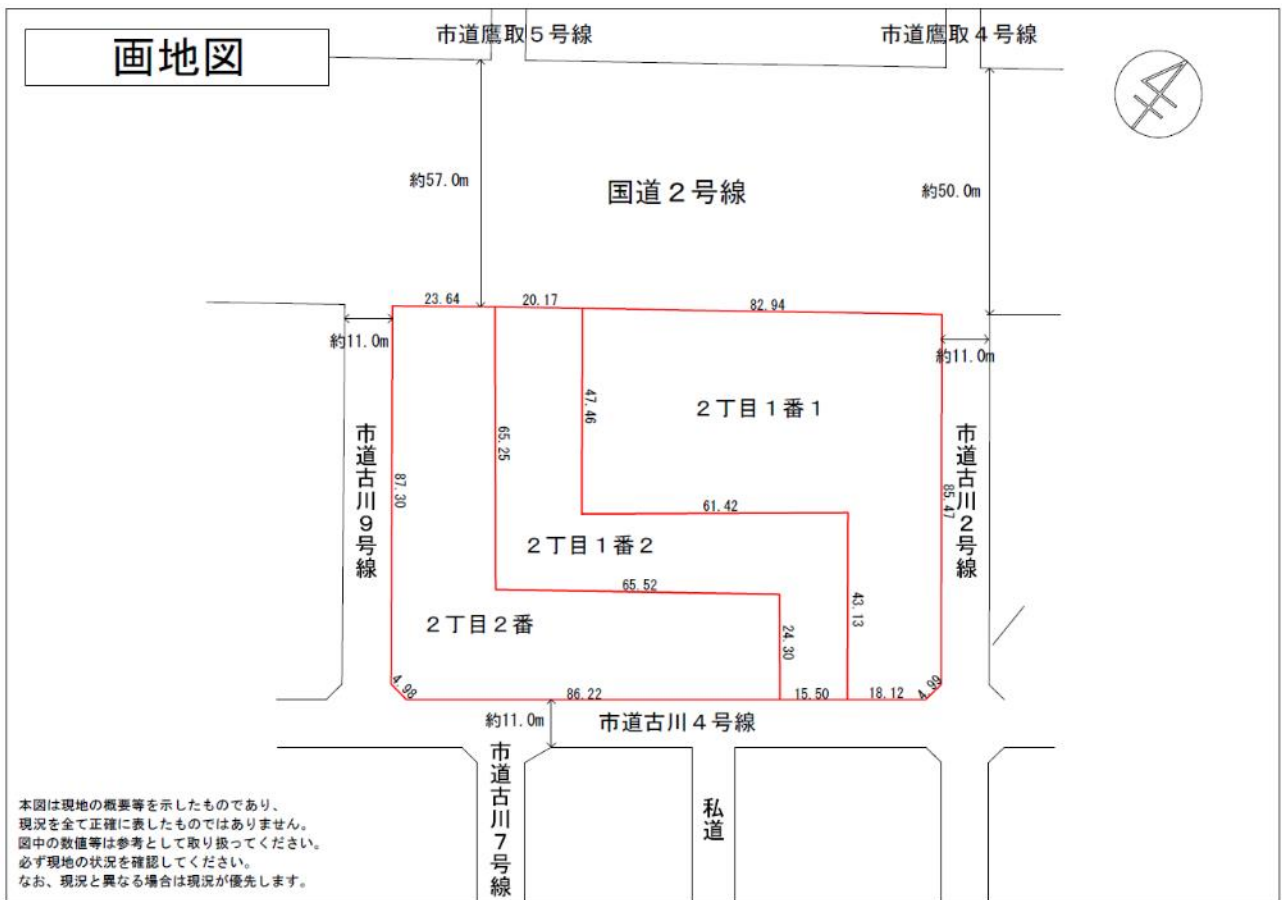 画地図
市道鷹取５号線
市道鷹取４号線
約57.0m
国道２号線
約50.0m
23.64
20.17
82.94
約11.0m
約11.0m
47.46
２丁目１番１
65.25
市道古川９号線
87.30
61.42
85.47
市道古川２号線
２丁目１番２
65.52
43.13
２丁目２番
24.30
4.98
86.22
15.50
18.12
4.99
約11.0m
市道古川４号線
市道古川７号線
私道
本図は現地の概要等を示したものであり、
現況を全て正確に表したものではありません。
図中の数値等は参考として取り扱ってください。
必ず現地の状況を確認してください。
なお、現況と異なる場合は現況が優先します。